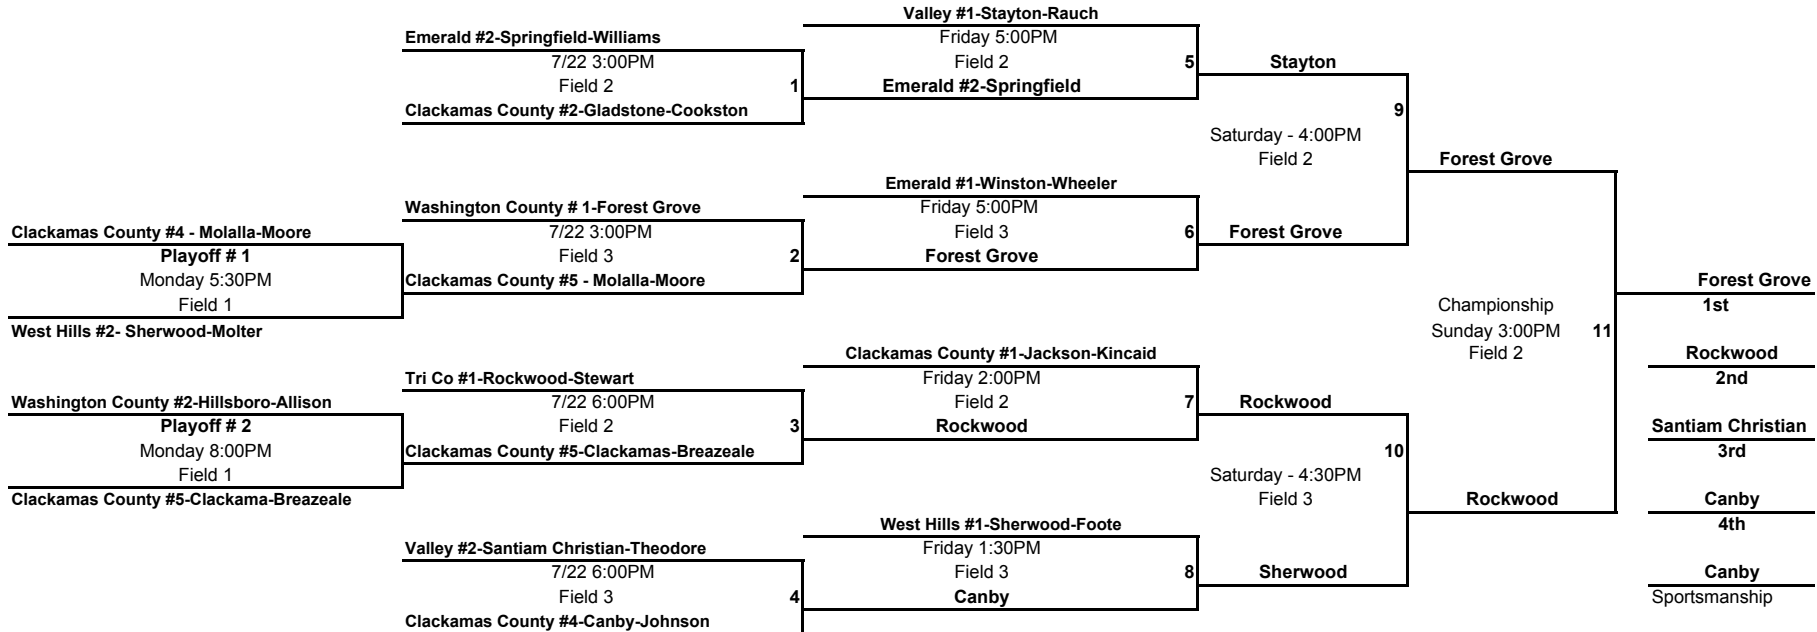 Valley #1-Stayton-Rauch
Emerald #2-Springfield-Williams
Friday 5:00PM
7/22 3:00PM
Field 2
5
Stayton
Field 2
1
Emerald #2-Springfield
Clackamas County #2-Gladstone-Cookston
9
Saturday - 4:00PM
Field 2
Forest Grove
Emerald #1-Winston-Wheeler
Washington County # 1-Forest Grove
Friday 5:00PM
Clackamas County #4 - Molalla-Moore
7/22 3:00PM
Field 3
6
Forest Grove
Playoff # 1
Field 3
2
Forest Grove
Monday 5:30PM
Clackamas County #5 - Molalla-Moore
Forest Grove
Field 1
Championship
1st
West Hills #2- Sherwood-Molter
Sunday 3:00PM
11
Clackamas County #1-Jackson-Kincaid
Field 2
Rockwood
Tri Co #1-Rockwood-Stewart
Friday 2:00PM
2nd
Washington County #2-Hillsboro-Allison
7/22 6:00PM
Field 2
7
Rockwood
Playoff # 2
Field 2
3
Rockwood
Santiam Christian
Monday 8:00PM
Clackamas County #5-Clackamas-Breazeale
10
3rd
Field 1
Saturday - 4:30PM
Clackamas County #5-Clackama-Breazeale
Field 3
Rockwood
Canby
West Hills #1-Sherwood-Foote
4th
Valley #2-Santiam Christian-Theodore
Friday 1:30PM
7/22 6:00PM
Field 3
8
Sherwood
Canby
Field 3
4
Canby
Sportsmanship
Clackamas County #4-Canby-Johnson